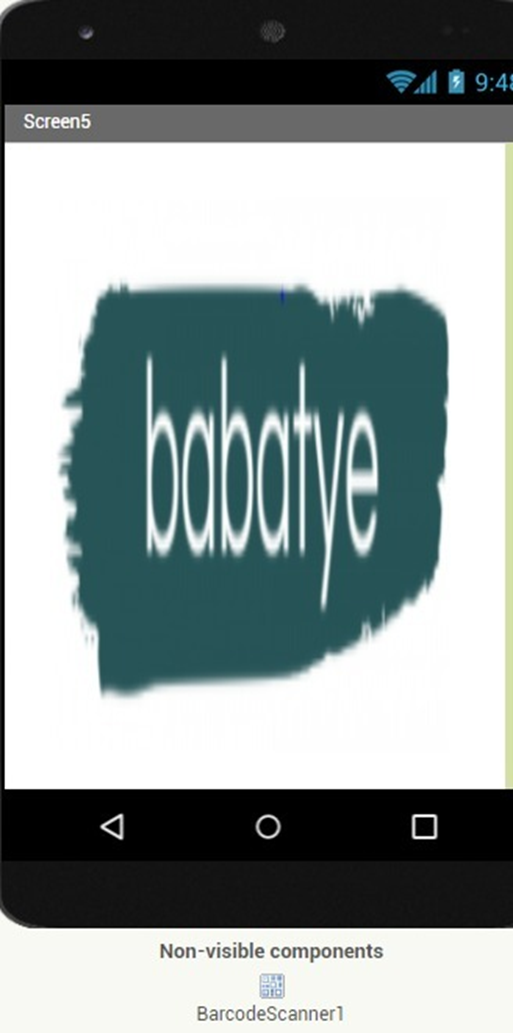 9:48
Screen5
babatye
Non-visible components
BarcodeScanner1